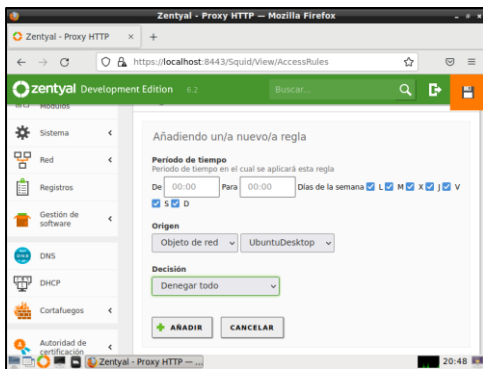 Zentyal - Proxy HTTP — Mozilla Firefox
Zentyal - Proxy HTTP
https://localhost:8443/Squid/View/AccessRules
zentyal Development Edition 6.2
Buscar...
Módulos
Sistema
Red
Registros
Gestión de
software
DNS
DHCP
Cortafuegos
Autoridad de
certificación
Añadiendo un/a nuevo/a regla
Período de tiempo
Periodo de tiempo en el cual se aplicará esta regla
De 00:00 Para 00:00 Días de la semana L M X J V
S D
Origen
Objeto de red UbuntuDesktop
Decisión
Denegar todo
AÑADIR CANCELAR
Zentyal - Proxy HTTP — ...
20:48